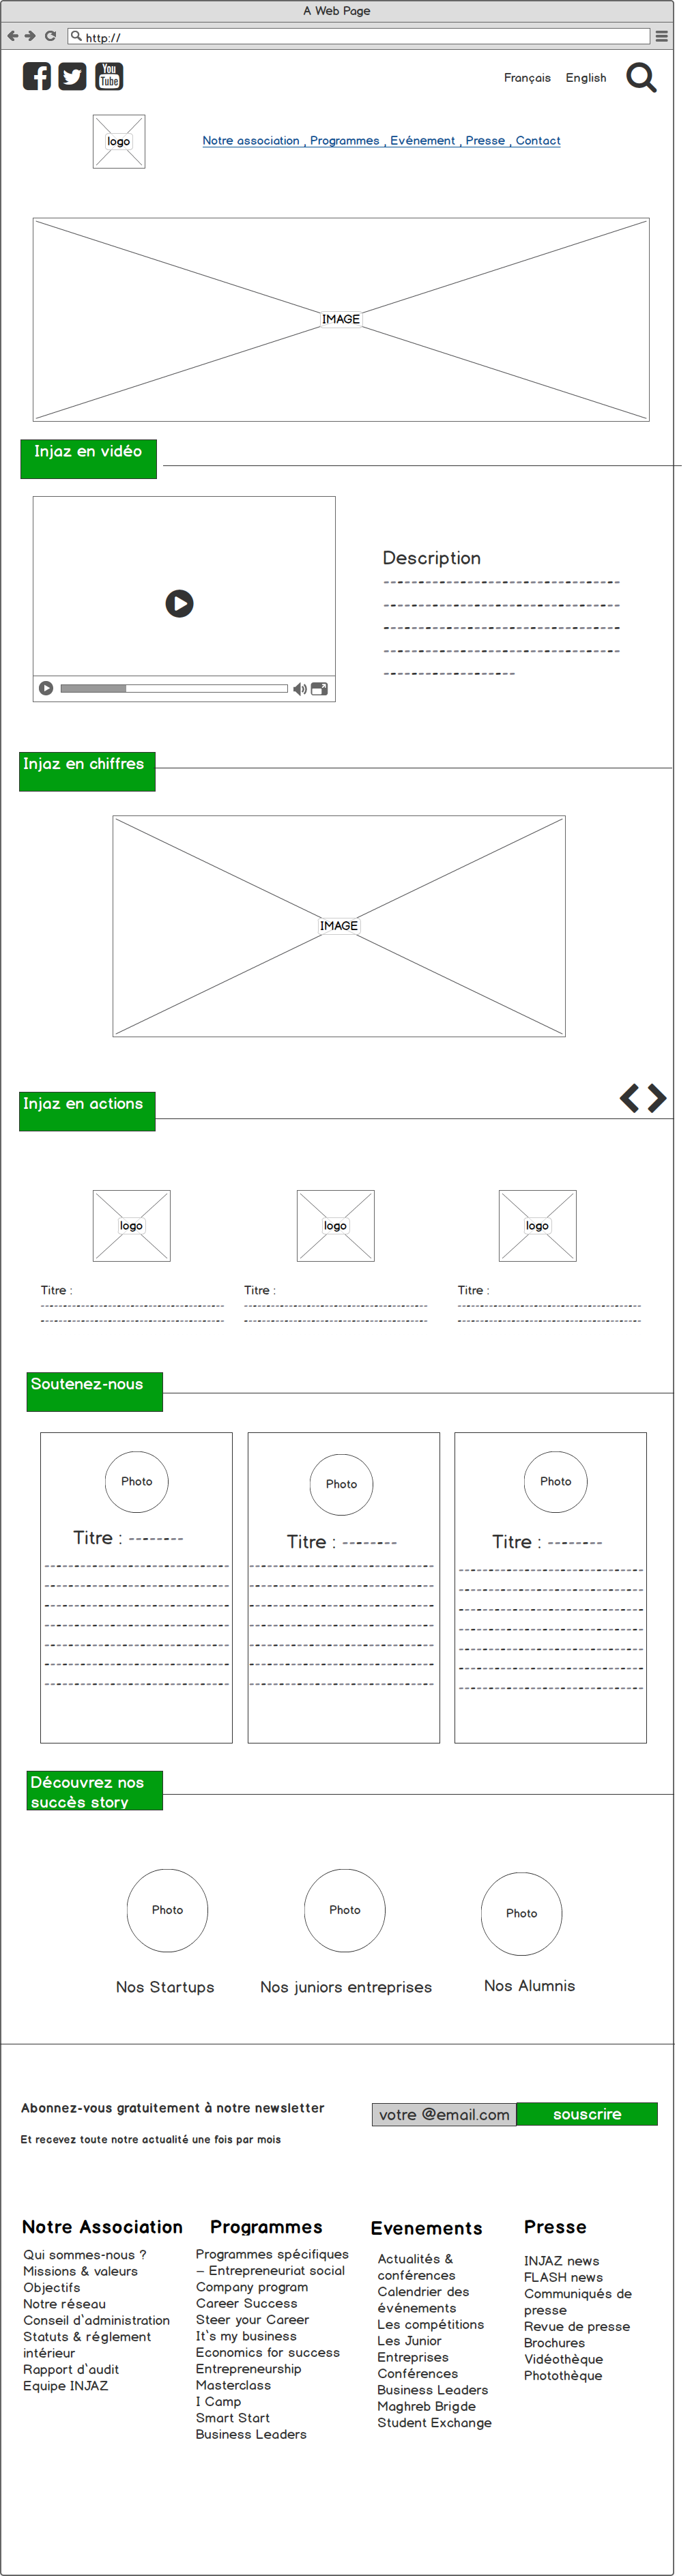 A Web Page
http://
You
Tube
Français English
logo
Notre association , Programmes , Evénement , Presse , Contact
IMAGE
Injaz en vidéo
Description
Injaz en chiffres
IMAGE
Injaz en actions
logo logo logo
Titre : Titre : Titre :
Soutenez-nous
Photo Photo Photo
Titre : Titre : Titre :
Découvrez nos
succès story
Photo Photo Photo
Nos Startups Nos juniors entreprises Nos Alumnis
Abonnez-vous gratuitement à notre newsletter
votre @email.com souscrire
Et recevez toute notre actualité une fois par mois
Notre Association
Qui sommes-nous ?
Missions & valeurs
Objectifs
Notre réseau
Conseil d`administration
Statuts & réglement
intérieur
Rapport d`audit
Equipe INJAZ
Programmes
Programmes spécifiques
– Entrepreneuriat social
Company program
Career Success
Steer your Career
It`s my business
Economics for success
Entrepreneurship
Masterclass
I Camp
Smart Start
Business Leaders
Evenements
Actualités &
conférences
Calendrier des
événements
Les compétitions
Les Junior
Entreprises
Conférences
Business Leaders
Maghreb Brigde
Student Exchange
Presse
INJAZ news
FLASH news
Communiqués de
presse
Revue de presse
Brochures
Vidéothèque
Photothèque